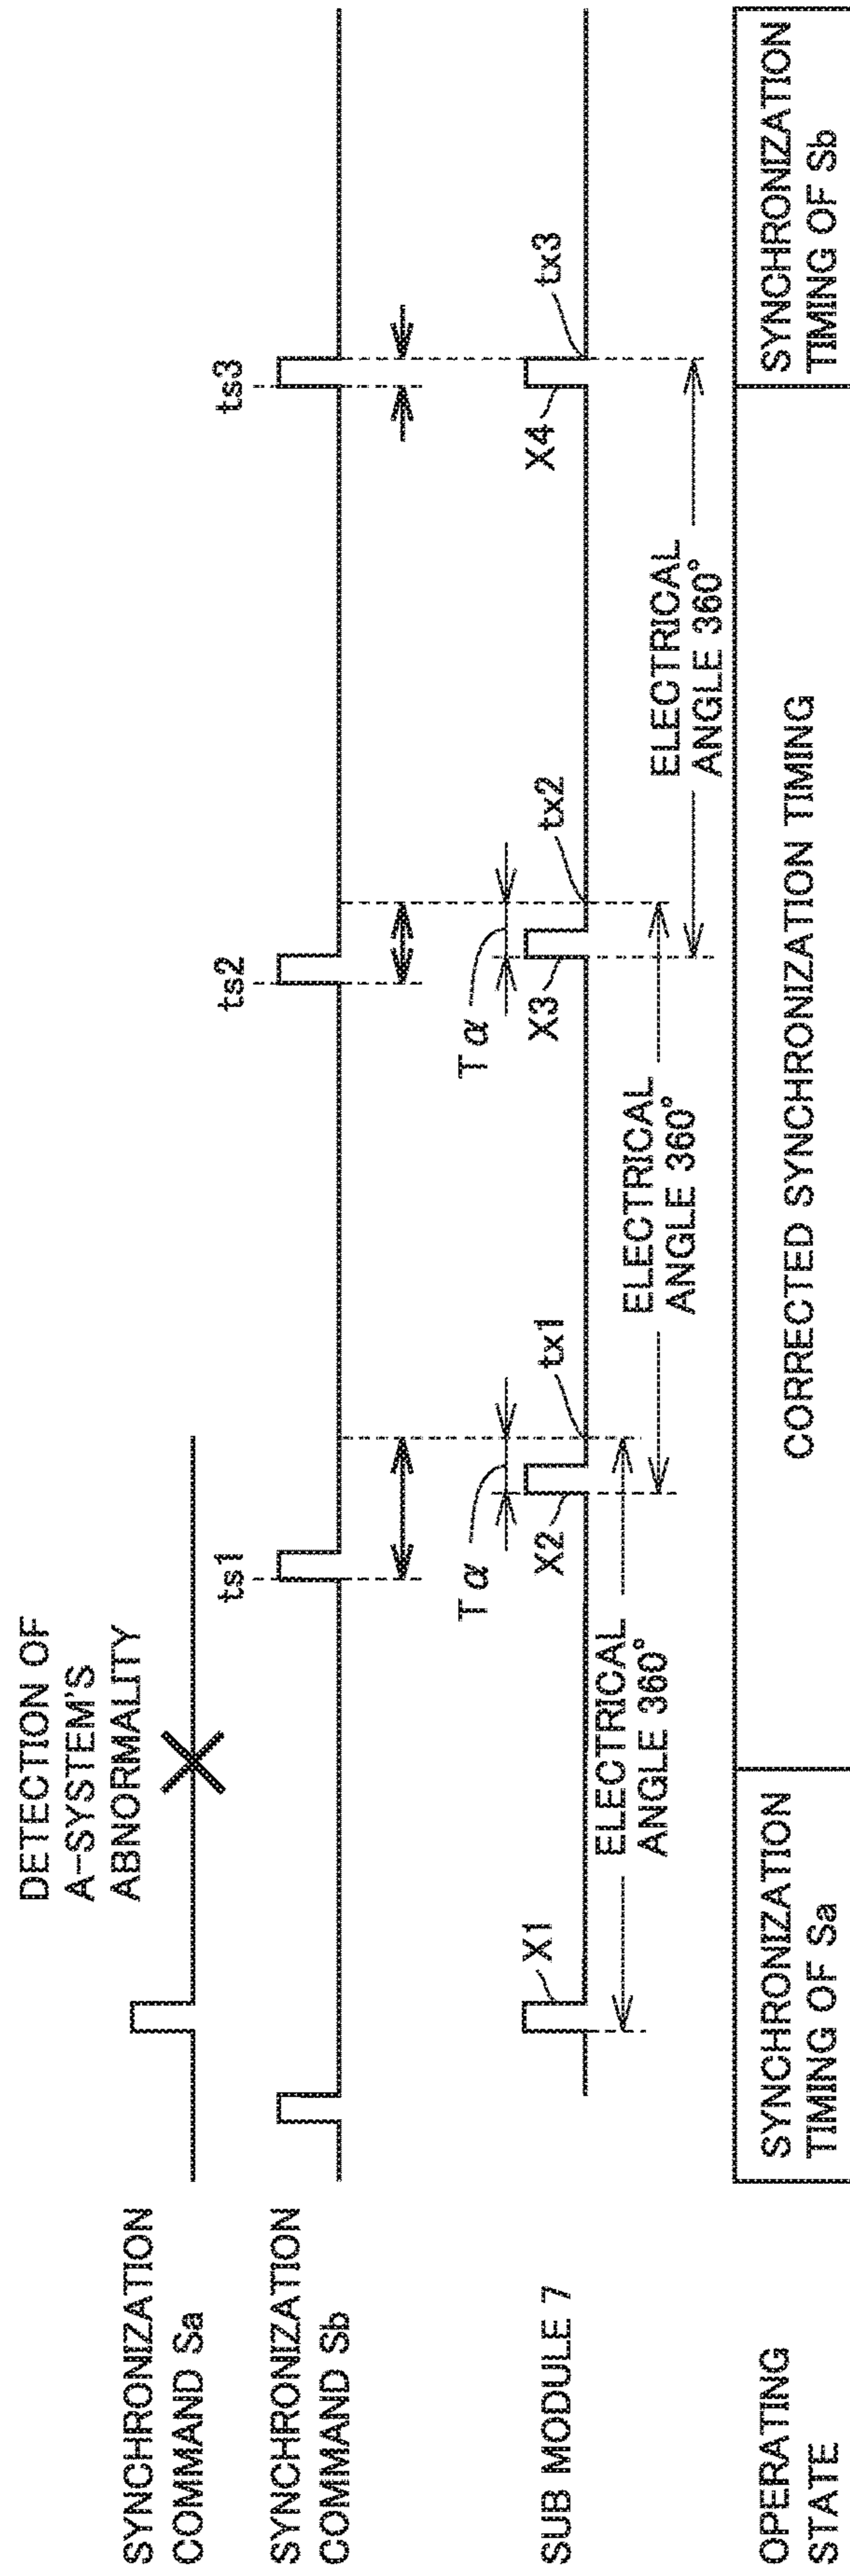 SYNCHRONIZATION
COMMAND Sa
DETECTION OF
A-SYSTEM'S
ABNORMALITY
SYNCHRONIZATION
COMMAND Sb
ts1
ts2
ts3
Tα
Tα
SUB MODULE 7
X1
X2
tx1
X3
tx2
X4
tx3
ELECTRICAL
ANGLE 360°
ELECTRICAL
ANGLE 360°
ELECTRICAL
ANGLE 360°
OPERATING
STATE
SYNCHRONIZATION
TIMING OF Sa
CORRECTED SYNCHRONIZATION TIMING
SYNCHRONIZATION
TIMING OF Sb